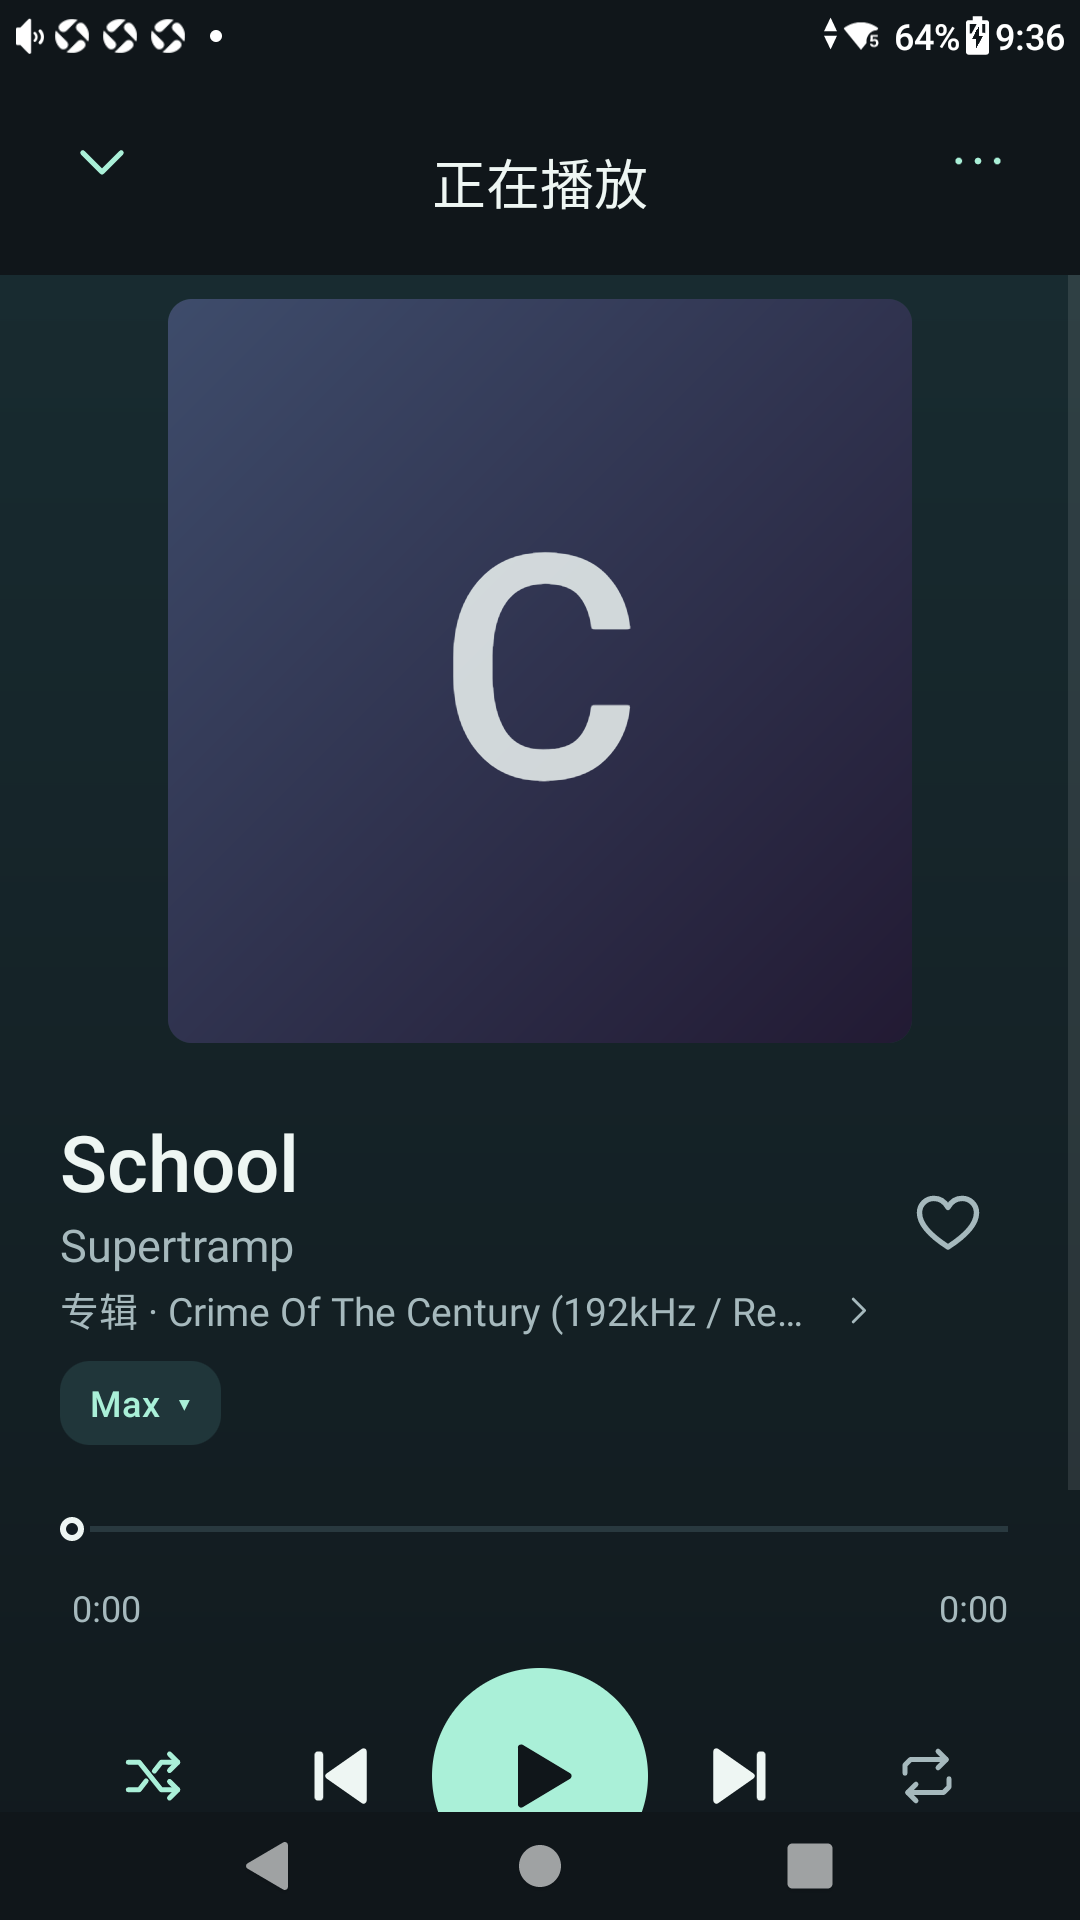 64% 9:36
正在播放
C
School
Supertramp
专辑 · Crime Of The Century (192kHz / Re...
Max
0:00 0:00